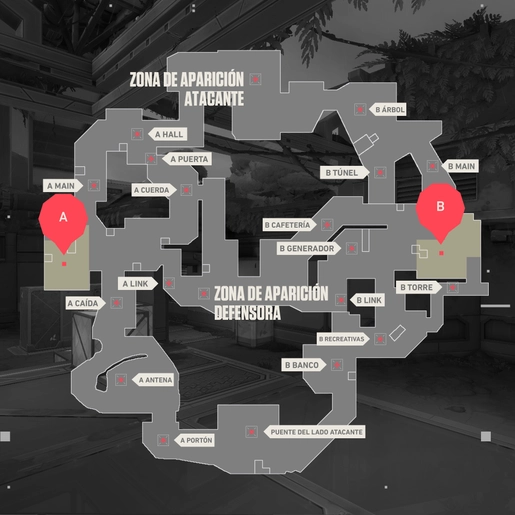 ZONA DE APARICIÓN
ATACANTE
B ÁRBOL
A HALL
A PUERTA
B TÚNEL
B MAIN
A MAIN
A CUERDA
A
B
B CAFETERÍA
B GENERADOR
A LINK
ZONA DE APARICIÓN
DEFENSORA
B TORRE
A CAÍDA
B LINK
B RECREATIVAS
B BANCO
A ANTENA
A PORTÓN
PUENTE DEL LADO ATACANTE